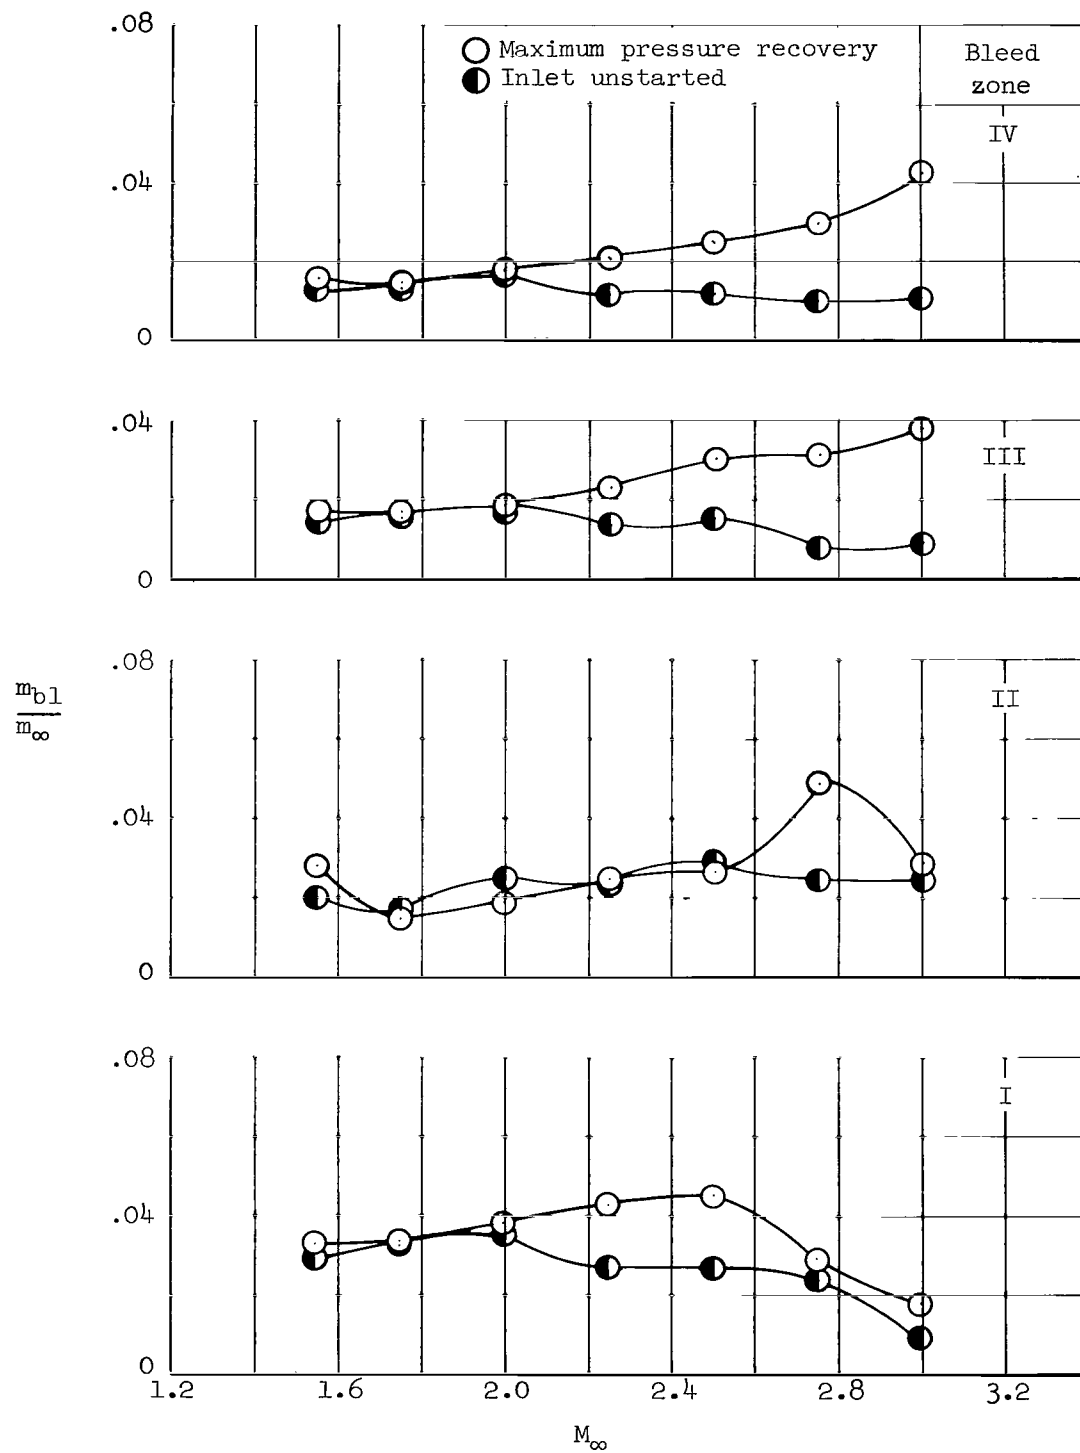 .08
Maximum pressure recovery
Inlet unstarted
Bleed
zone
IV
.04
0
.04
III
0
.08
II
m_bl
m_∞
.04
0
.08
I
.04
0
1.2 1.6 2.0 2.4 2.8 3.2
M_∞